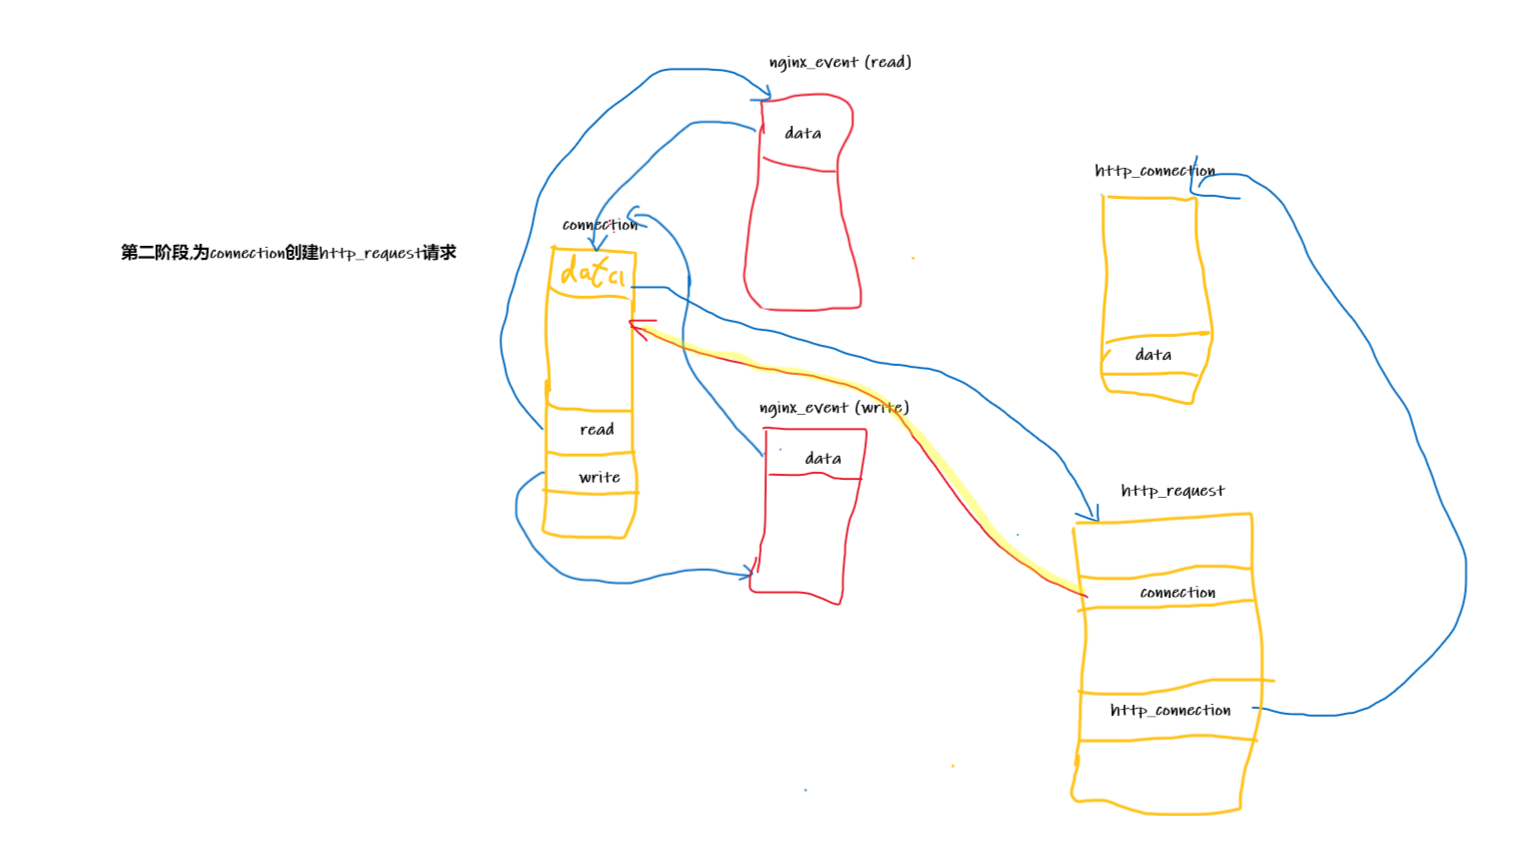 nginx_event (read)
data
http_connection
connection
第二阶段,为connection创建http_request请求
data
data
nginx_event (write)
read
data
write
http_request
connection
http_connection